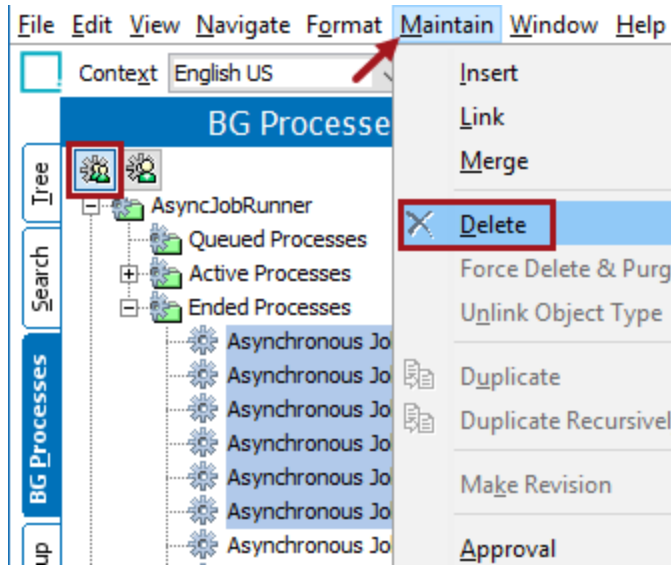 File Edit View Navigate Format Maintain Window Help
Context English US
BG Processe
Tree
Search
BG Processes
up
AsyncJobRunner
Queued Processes
Active Processes
Ended Processes
Asynchronous Jo
Asynchronous Jo
Asynchronous Jo
Asynchronous Jo
Asynchronous Jo
Asynchronous Jo
Asynchronous Jo
Insert
Link
Merge
Delete
Force Delete & Purg
Unlink Object Type
Duplicate
Duplicate Recursivel
Make Revision
Approval